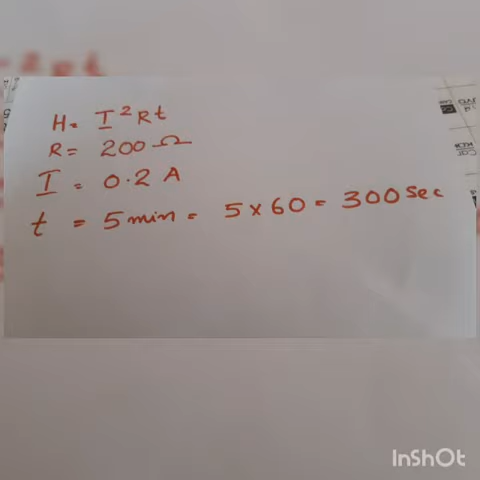 H = I²Rt
R = 200 Ω
I = 0.2 A
t = 5 min = 5 × 60 = 300 Sec
InShOt